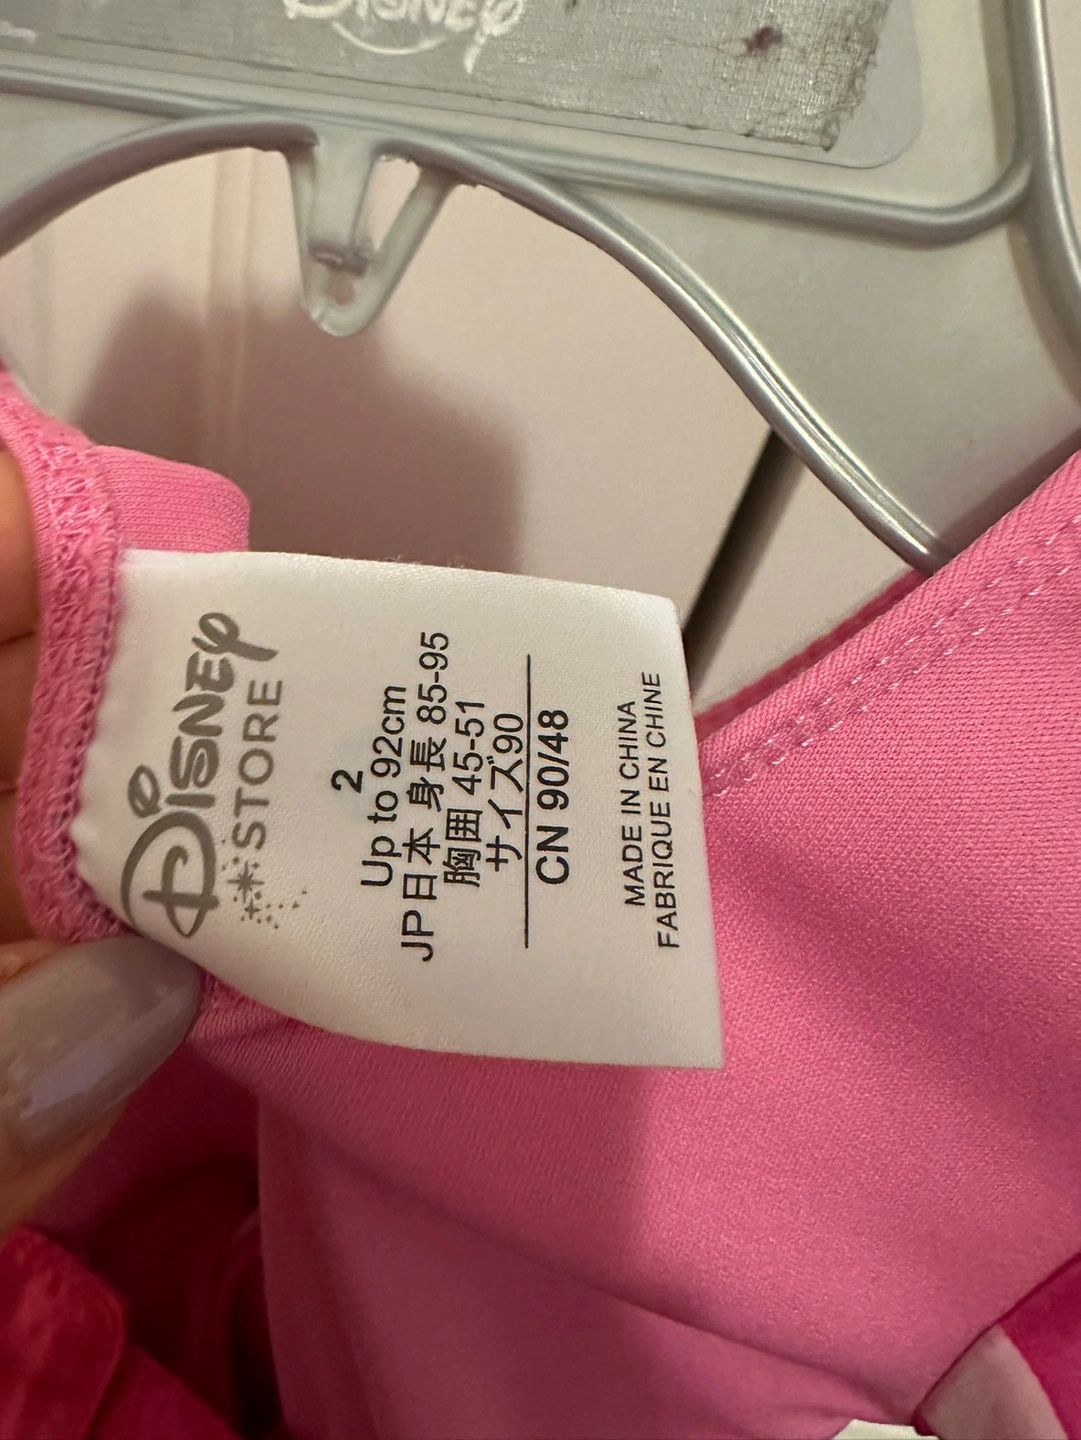 Disney
Disney
STORE
2
Up to 92cm
JP日本 身長 85-95
胸囲 45-51
サイズ90
CN 90/48
MADE IN CHINA
FABRIQUE EN CHINE